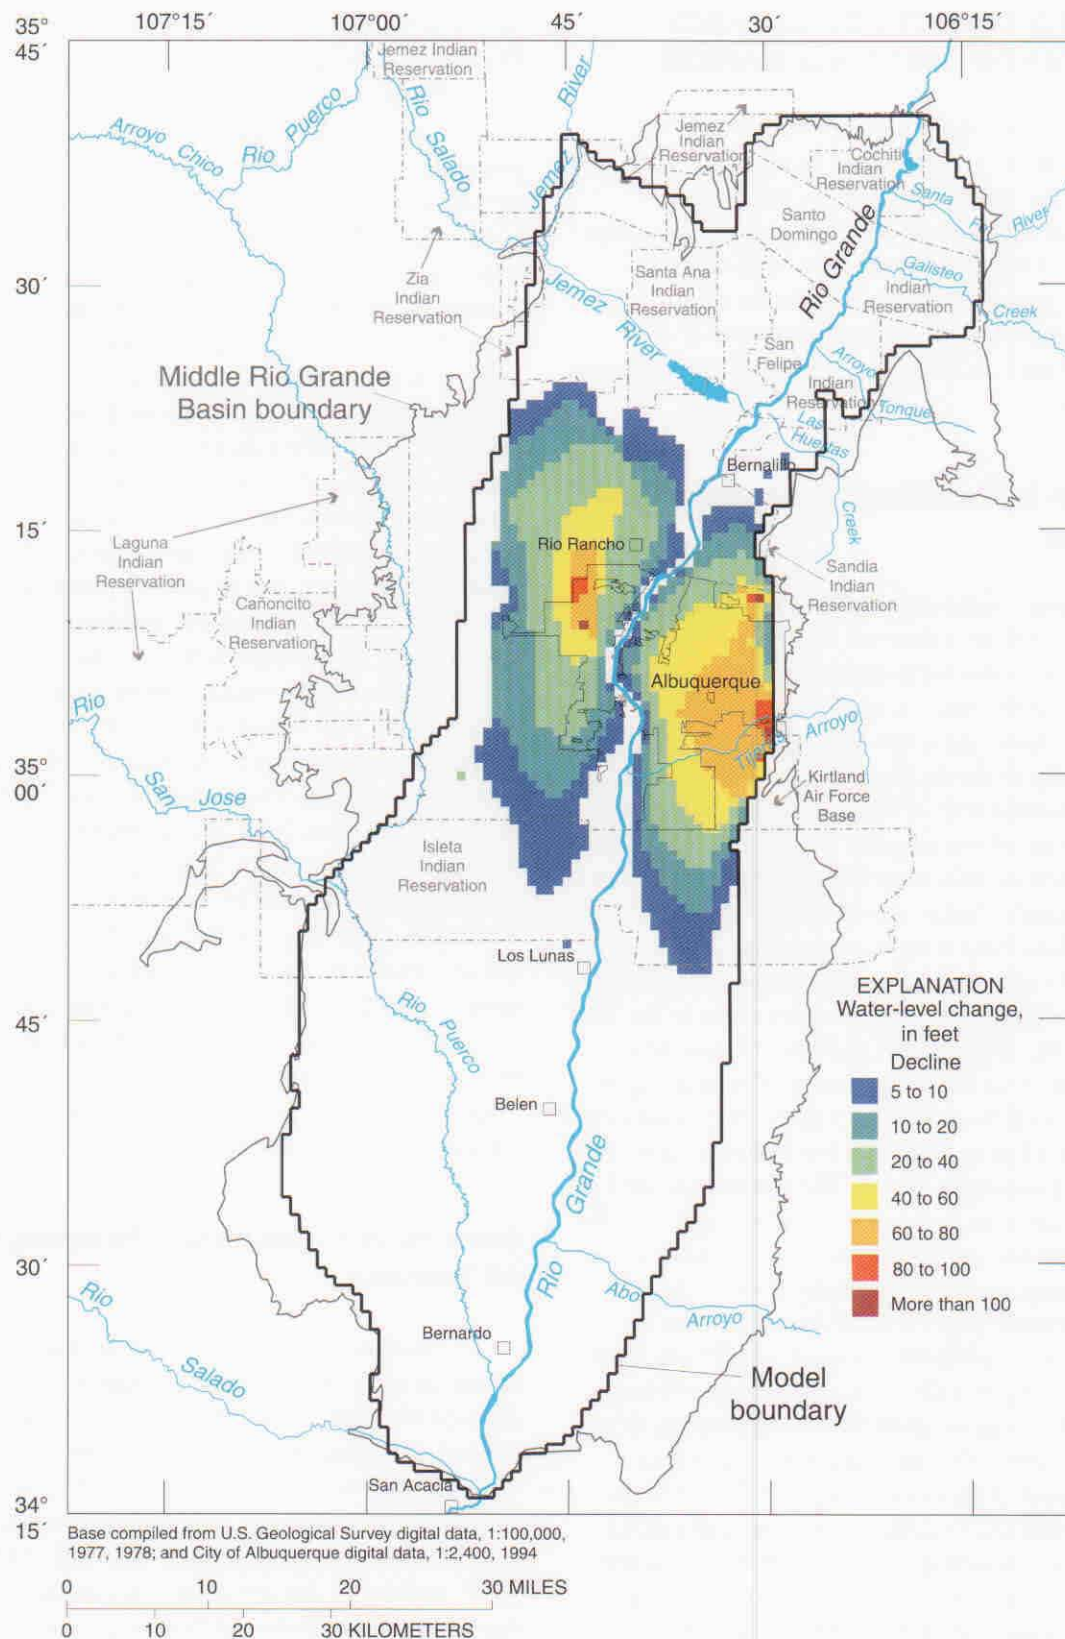 107°15´
107°00´
45´
30´
106°15´
35°
45´
30´
15´
35°
00´
45´
30´
34°
15´
Jemez Indian
Reservation
Rio Puerco
Arroyo Chico
Rio Salado
Jemez River
Jemez
Indian
Reservation
Cochiti
Indian
Reservation
Santa Fe River
Santo
Domingo
Indian
Reservation
Rio Grande
Galisteo Creek
Zia
Indian
Reservation
Santa Ana
Indian
Reservation
Jemez River
San
Felipe
Indian
Reservation
Arroyo Tonque
Las Huertas Creek
Middle Rio Grande
Basin boundary
Bernalillo
Rio Rancho
Laguna
Indian
Reservation
Cañoncito
Indian
Reservation
Sandia
Indian
Reservation
Albuquerque
Tijeras Arroyo
Kirtland
Air Force
Base
Rio San Jose
Isleta
Indian
Reservation
Los Lunas
Rio Puerco
Belen
Rio Grande
Abo Arroyo
Bernardo
Rio Salado
San Acacia
Model
boundary
EXPLANATION
Water-level change,
in feet
Decline
5 to 10
10 to 20
20 to 40
40 to 60
60 to 80
80 to 100
More than 100
Base compiled from U.S. Geological Survey digital data, 1:100,000,
1977, 1978; and City of Albuquerque digital data, 1:2,400, 1994
0 10 20 30 MILES
0 10 20 30 KILOMETERS